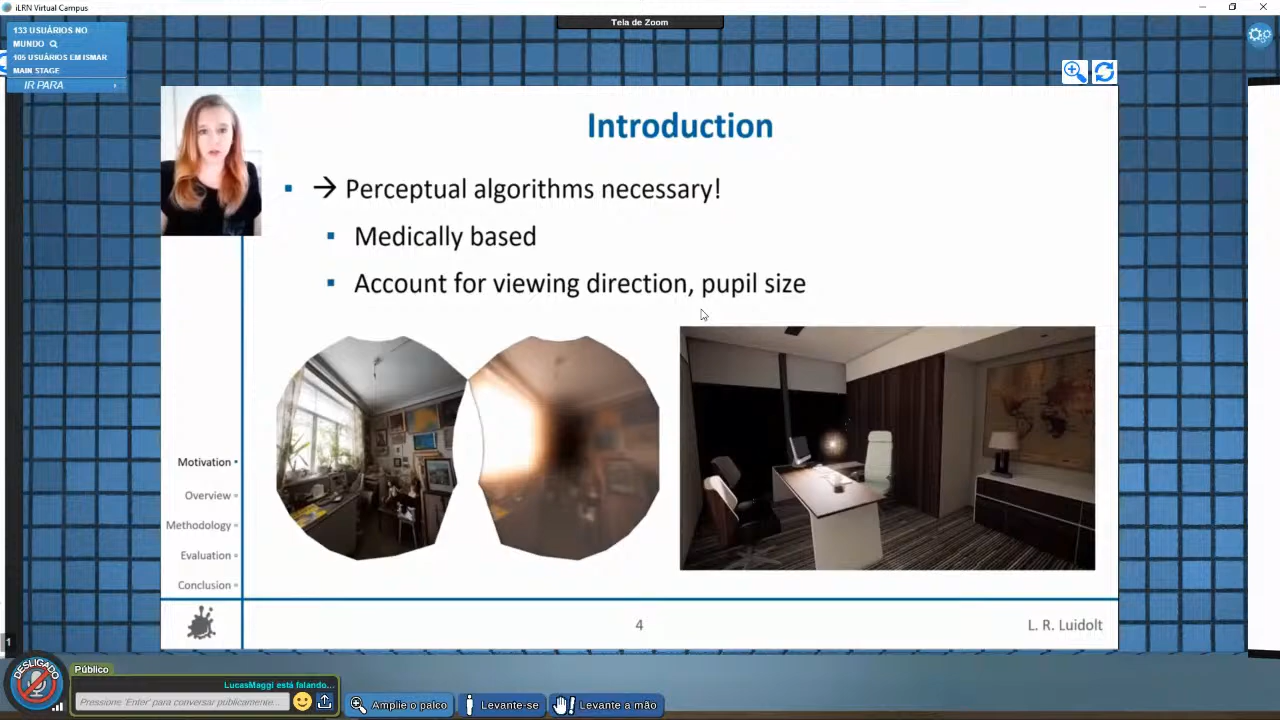 iLRN Virtual Campus
Tela de Zoom
133 USUÁRIOS NO
MUNDO
105 USUÁRIOS EM ISMAR
MAIN STAGE
IR PARA
Introduction
→ Perceptual algorithms necessary!
Medically based
Account for viewing direction, pupil size
Motivation
Overview
Methodology
Evaluation
Conclusion
4
L. R. Luidolt
1
DESLIGADO
Público
LucasMaggi está falando...
Pressione 'Enter' para conversar publicamente...
Amplie o palco
Levante-se
Levante a mão